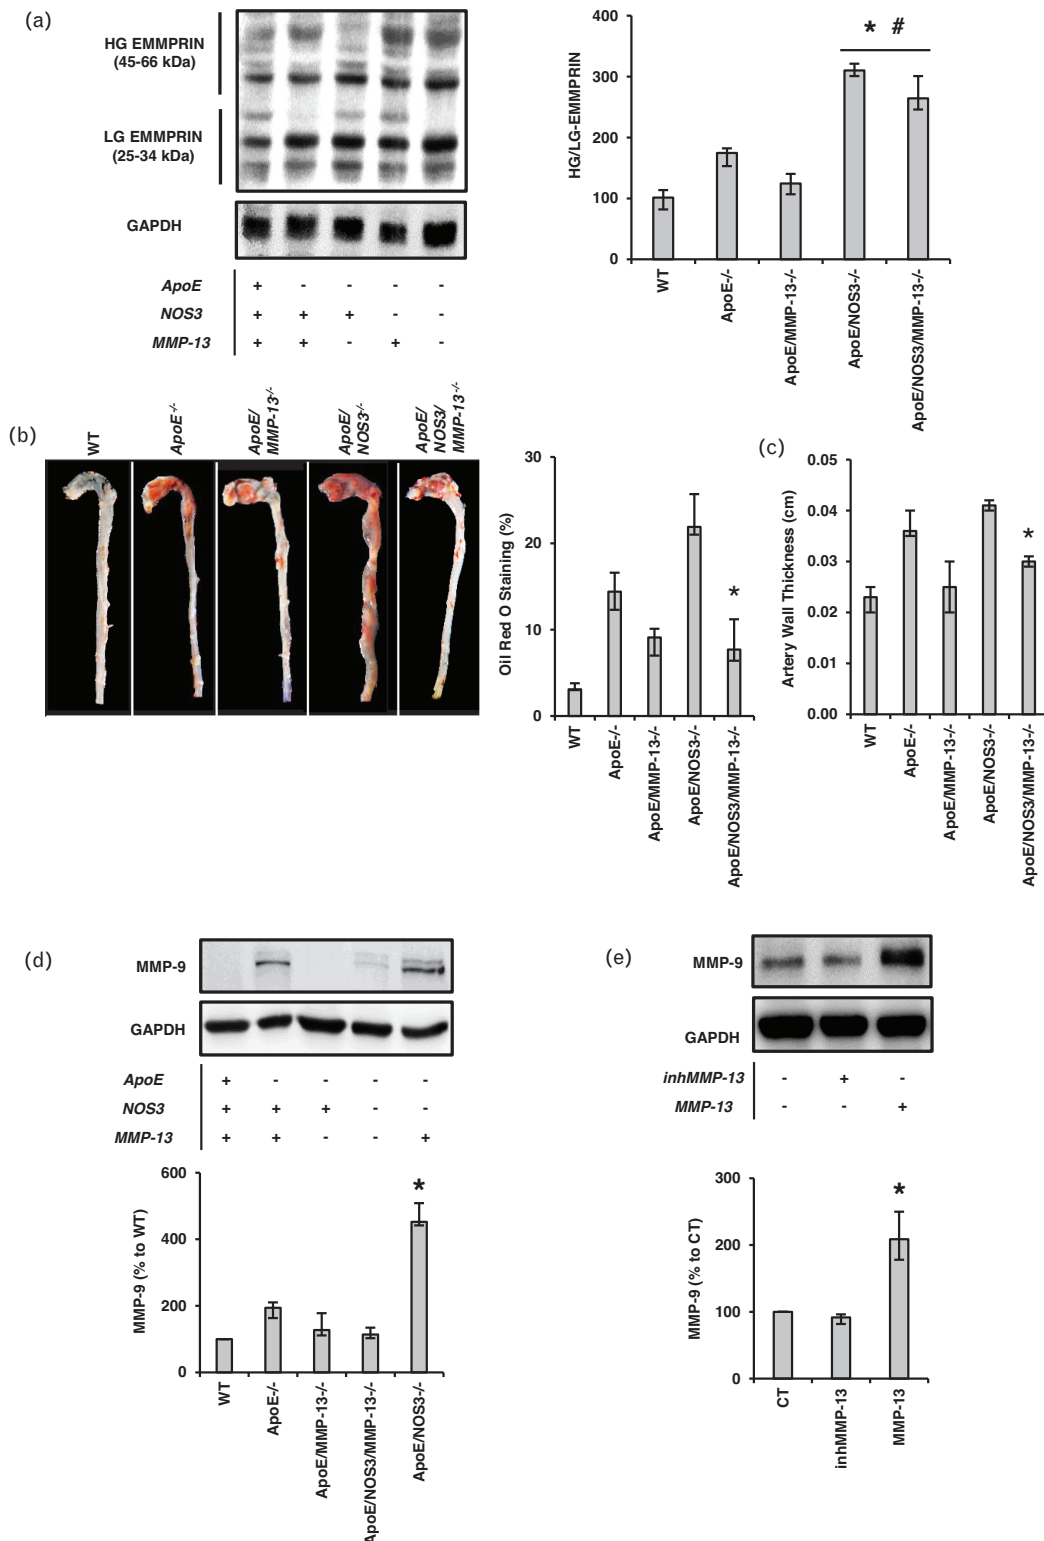 (a)
HG EMMPRIN
(45-66 kDa)
LG EMMPRIN
(25-34 kDa)
GAPDH
ApoE + - - - -
NOS3 + + + - -
MMP-13 + + - + -
HG/LG-EMMPRIN
400
300
200
100
0
* #
WT
ApoE-/-
ApoE/MMP-13-/-
ApoE/NOS3-/-
ApoE/NOS3/MMP-13-/-
(b)
WT
ApoE-/-
ApoE/
MMP-13-/-
ApoE/
NOS3-/-
ApoE/
NOS3/
MMP-13-/-
Oil Red O Staining (%)
30
20
10
0
*
WT
ApoE-/-
ApoE/MMP-13-/-
ApoE/NOS3-/-
ApoE/NOS3/MMP-13-/-
(c)
Artery Wall Thickness (cm)
0.05
0.04
0.03
0.02
0.01
0.00
*
WT
ApoE-/-
ApoE/MMP-13-/-
ApoE/NOS3-/-
ApoE/NOS3/MMP-13-/-
(d)
MMP-9
GAPDH
ApoE + - - - -
NOS3 + + + - -
MMP-13 + + - - +
MMP-9 (% to WT)
600
400
200
0
*
WT
ApoE-/-
ApoE/MMP-13-/-
ApoE/NOS3/MMP-13-/-
ApoE/NOS3-/-
(e)
MMP-9
GAPDH
inhMMP-13 - + -
MMP-13 - - +
MMP-9 (% to CT)
300
200
100
0
*
CT
inhMMP-13
MMP-13